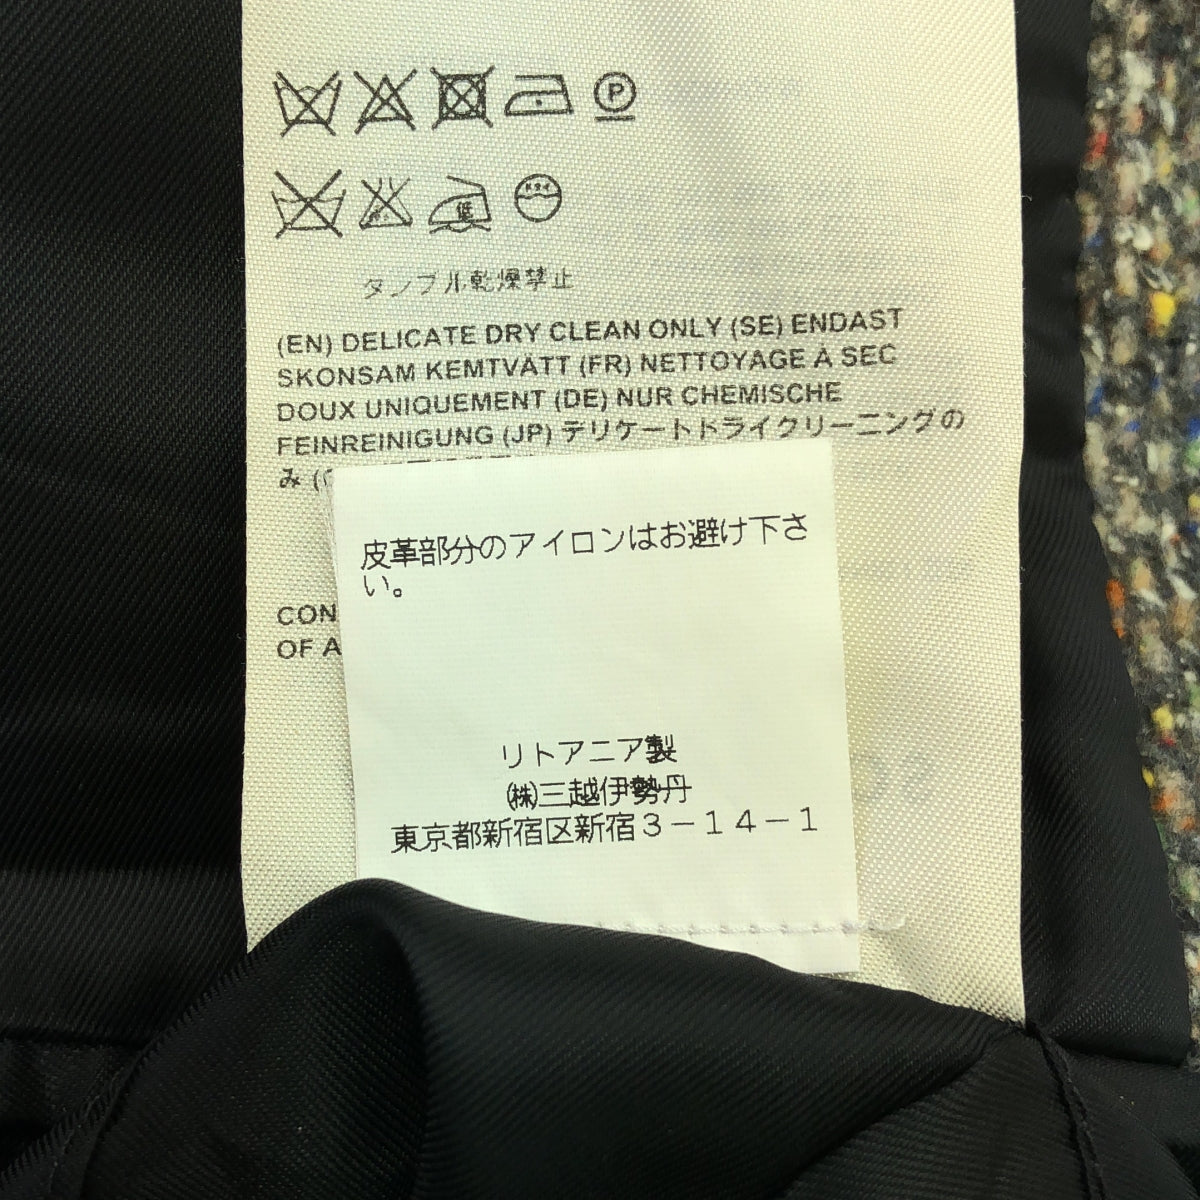 P
ドライ
低
タンブル乾燥禁止
(EN) DELICATE DRY CLEAN ONLY (SE) ENDAST
SKONSAM KEMTVÄTT (FR) NETTOYAGE À SEC
DOUX UNIQUEMENT (DE) NUR CHEMISCHE
FEINREINIGUNG (JP) デリケートドライクリーニングの
み (
CON
OF A
皮革部分のアイロンはお避け下さ
い。
リトアニア製
㈱三越伊勢丹
東京都新宿区新宿3-14-1